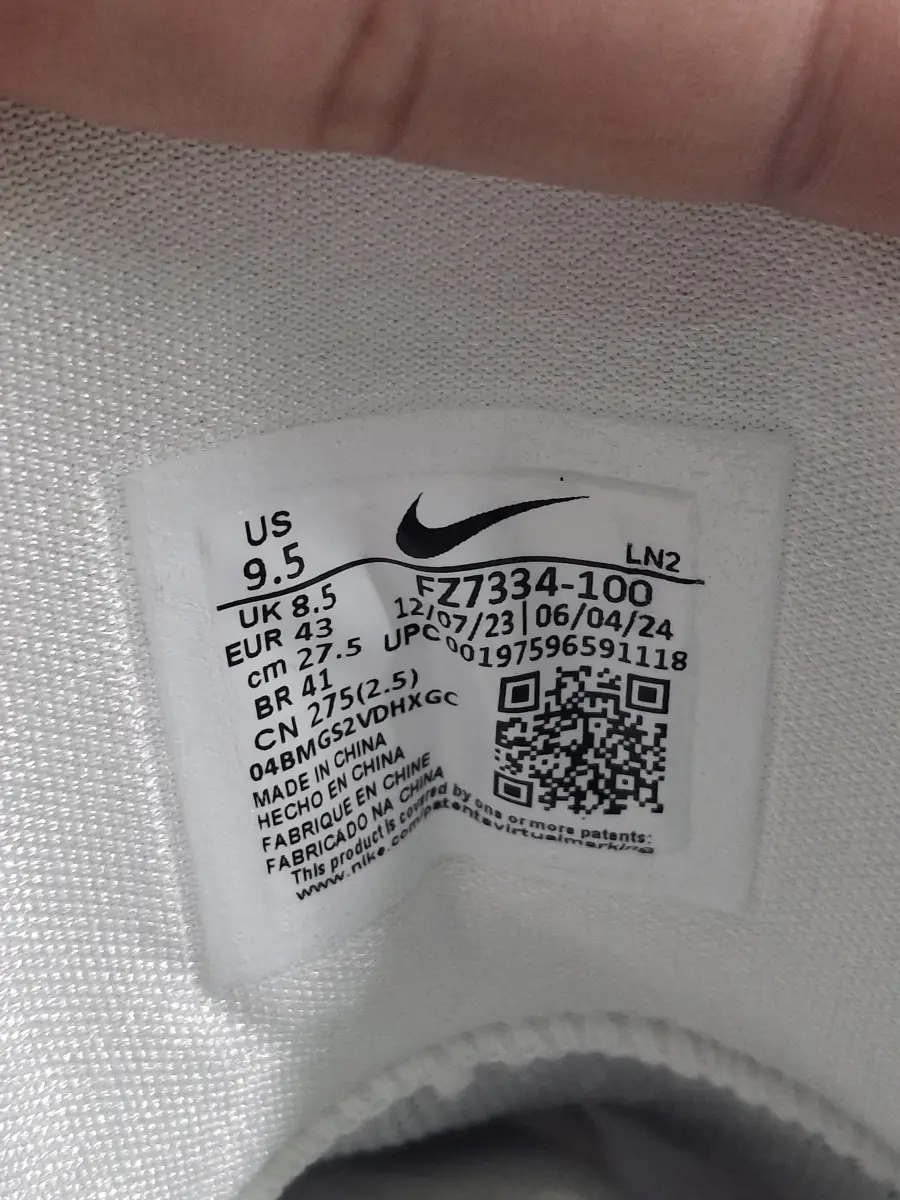 US
9.5
LN2
UK 8.5
EUR 43
cm 27.5
BR 41
CN 275(2.5)
04BMGS2VDHXGC
MADE IN CHINA
HECHO EN CHINA
FABRIQUE EN CHINE
FABRICADO NA CHINA
FZ7334-100
12/07/23|06/04/24
UPC 00197596591118
This product is covered by one or more patents:
www.nike.com/patentsvirtualmarking